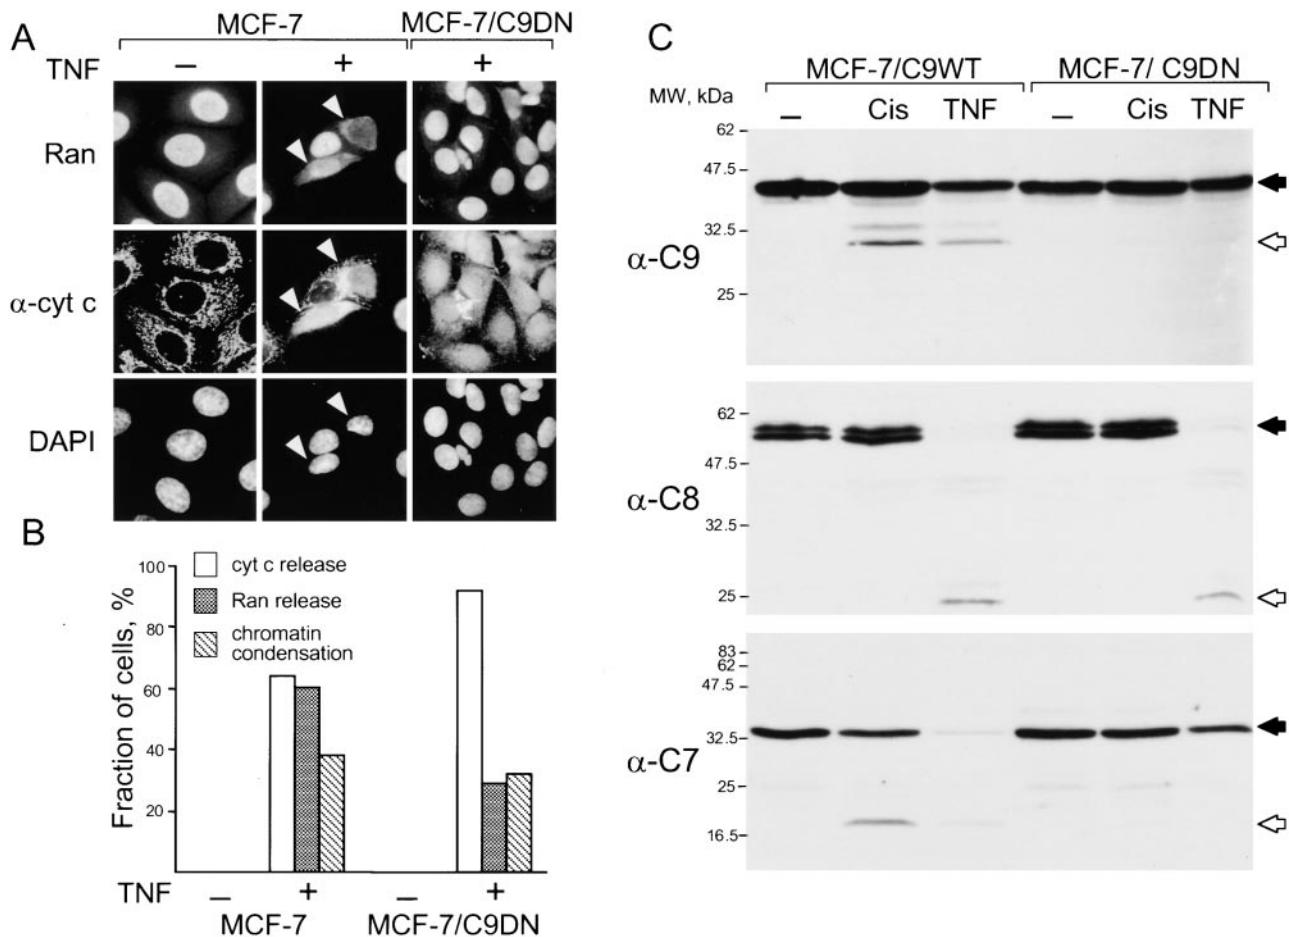 A
MCF-7
MCF-7/C9DN
TNF
–
+
+
Ran
α-cyt c
DAPI
B
Fraction of cells, %
100
80
60
40
20
cyt c release
Ran release
chromatin
condensation
TNF
–
+
–
+
MCF-7
MCF-7/C9DN
C
MCF-7/C9WT
MCF-7/ C9DN
MW, kDa
–
Cis
TNF
–
Cis
TNF
62
47.5
32.5
25
α-C9
62
47.5
32.5
25
α-C8
83
62
47.5
32.5
25
16.5
α-C7